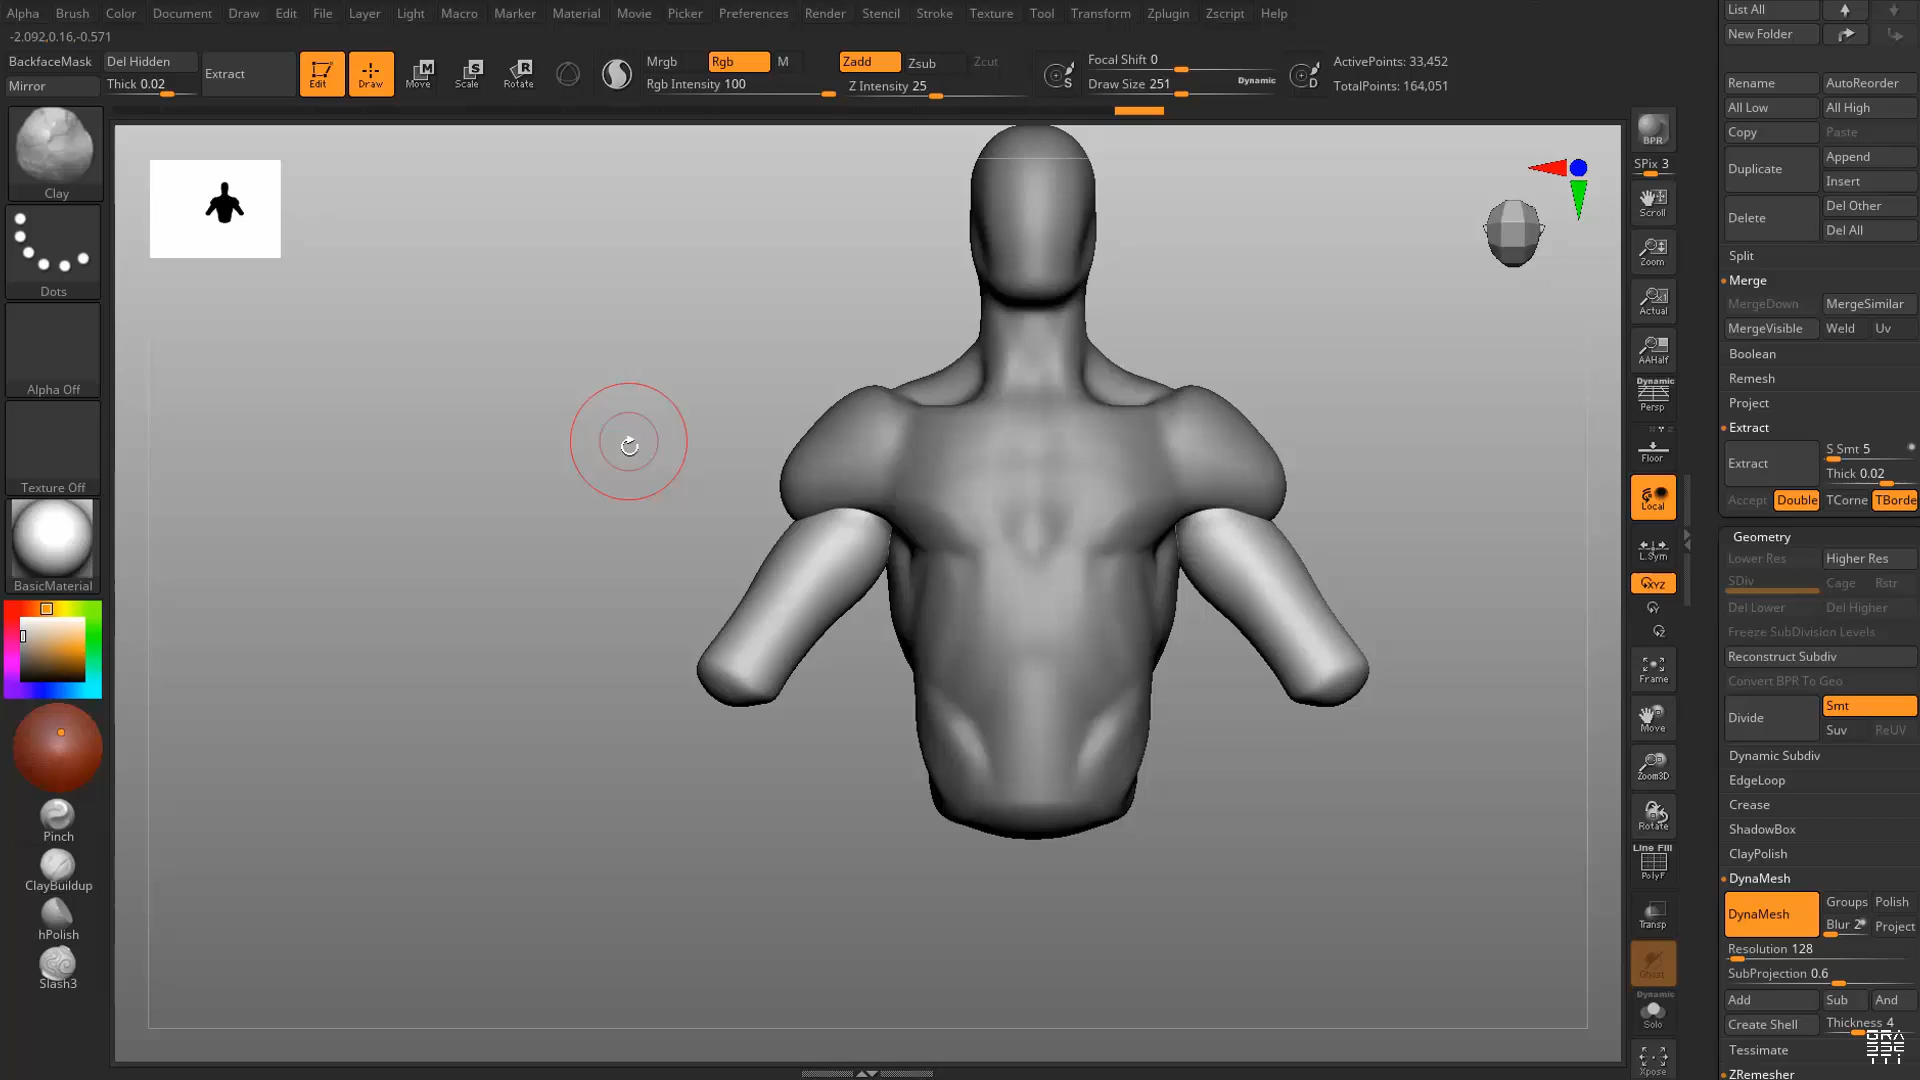 Alpha Brush Color Document Draw Edit File Layer Light Macro Marker Material Movie Picker Preferences Render Stencil Stroke Texture Tool Transform Zplugin Zscript Help
-2.092,0.16,-0.571
BackfaceMask Del Hidden
Mirror Thick 0.02
Extract
Edit
Draw
M
Move
S
Scale
R
Rotate
Mrgb Rgb M
Rgb Intensity 100
Zadd Zsub Zcut
Z Intensity 25
S
Focal Shift 0
Draw Size 251 Dynamic
D
ActivePoints: 33,452
TotalPoints: 164,051
Clay
Dots
Alpha Off
Texture Off
BasicMaterial
Pinch
ClayBuildup
hPolish
Slash3
BPR
SPix 3
Scroll
Zoom
Actual
AAHalf
Dynamic
Persp
Floor
Local
L.Sym
XYZ
Y
Z
Frame
Move
Zoom3D
Rotate
Line Fill
PolyF
Transp
Ghost
Dynamic
Solo
Xpose
List All
New Folder
Rename AutoReorder
All Low All High
Copy Paste
Duplicate Append
Insert
Delete Del Other
Del All
Split
Merge
MergeDown MergeSimilar
MergeVisible Weld Uv
Boolean
Remesh
Project
Extract
Extract S Smt 5
Thick 0.02
Accept Double TCorne TBorde
Geometry
Lower Res Higher Res
SDiv Cage Rstr
Del Lower Del Higher
Freeze SubDivision Levels
Reconstruct Subdiv
Convert BPR To Geo
Divide Smt
Suv ReUV
Dynamic Subdiv
EdgeLoop
Crease
ShadowBox
ClayPolish
DynaMesh
DynaMesh Groups Polish
Blur 2 Project
Resolution 128
SubProjection 0.6
Add Sub And
Create Shell Thickness 4
Tessimate
ZRemesher
GRA
SSE
TTI